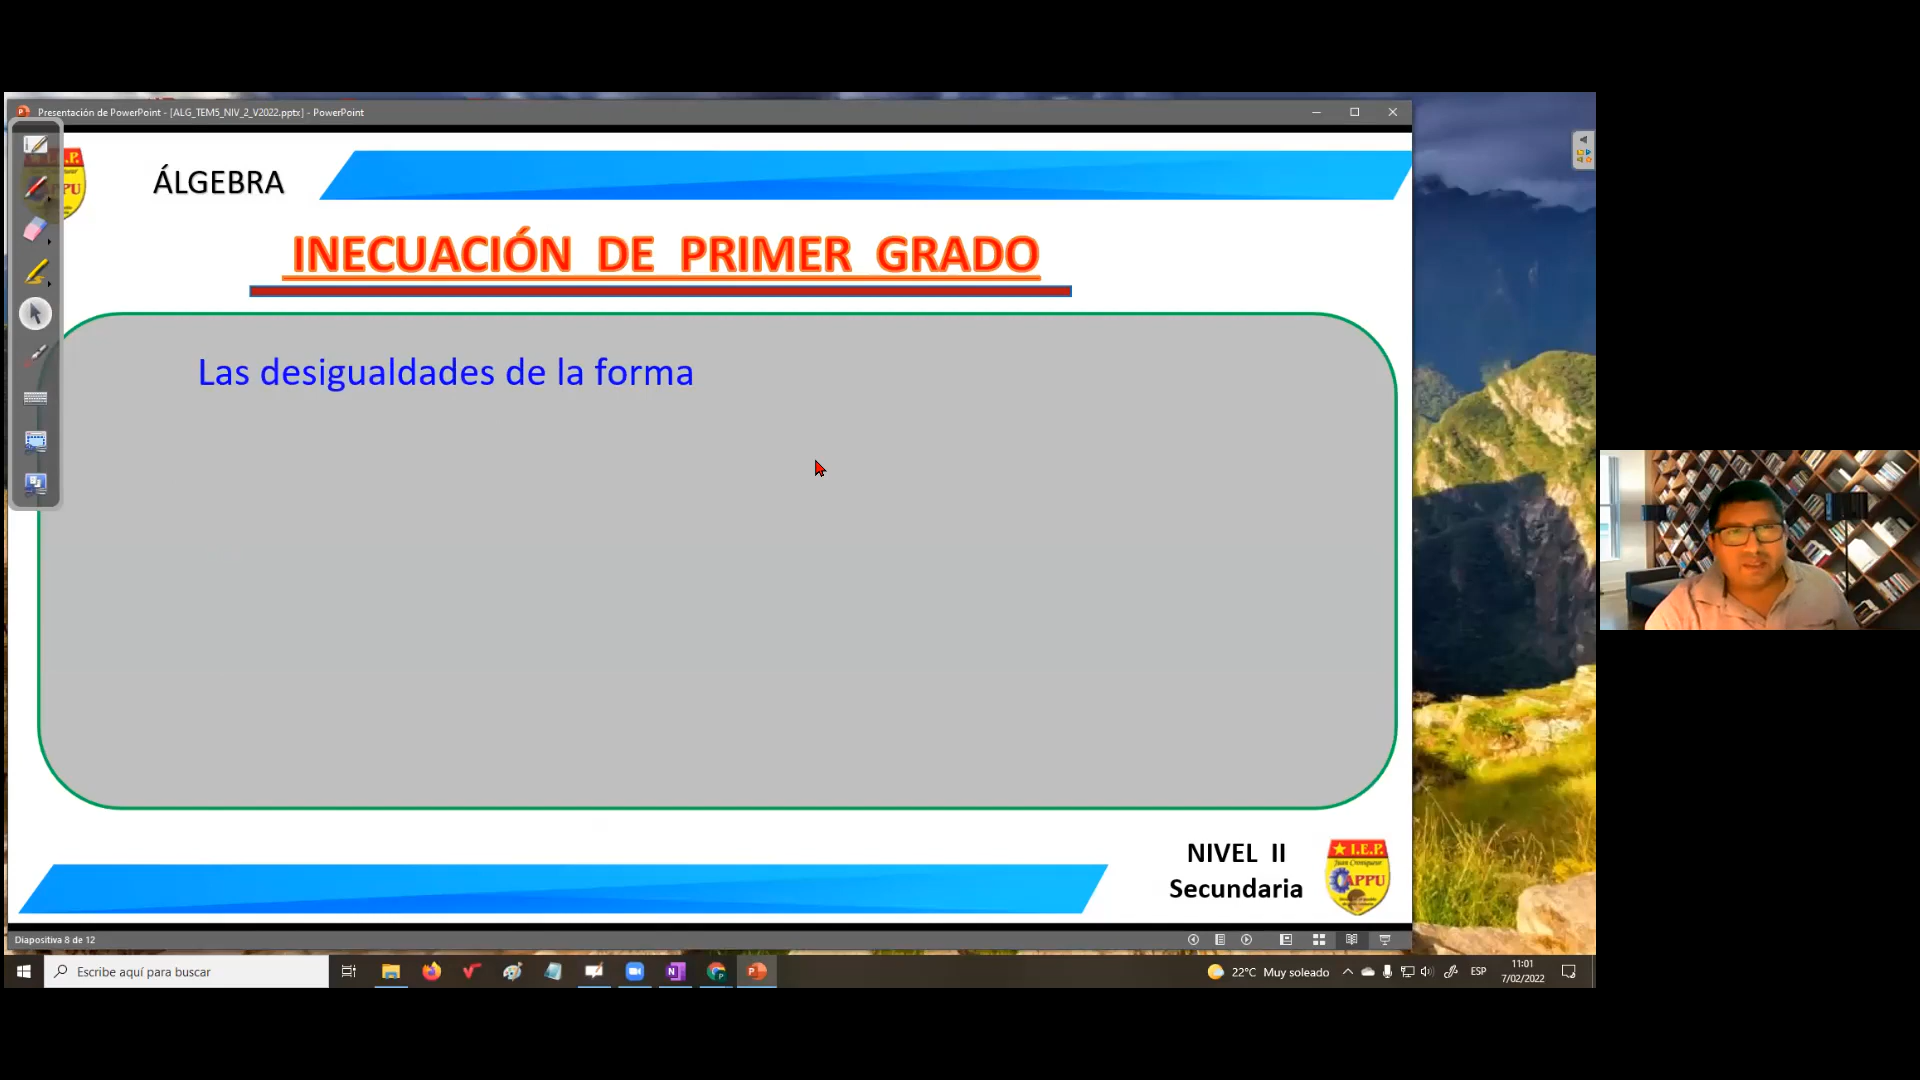 Presentación de PowerPoint - [ALG_TEM5_NIV_2_V2022.pptx] - PowerPoint
ÁLGEBRA
INECUACIÓN DE PRIMER GRADO
Las desigualdades de la forma
NIVEL II
Secundaria
I.E.P.
APPU
Diapositiva 8 de 12
Escribe aquí para buscar
22°C Muy soleado
ESP
11:01
7/02/2022